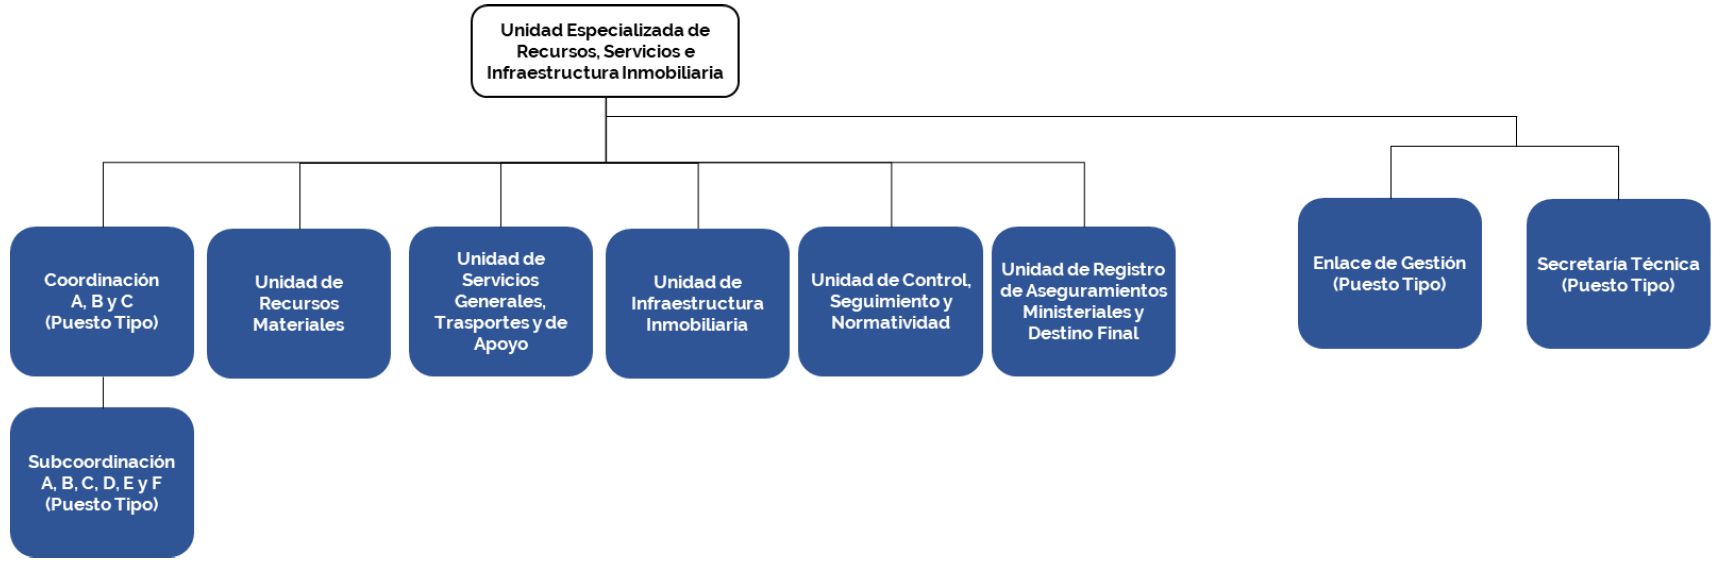 Unidad Especializada de
Recursos, Servicios e
Infraestructura Inmobiliaria
Coordinación
A, B y C
(Puesto Tipo)
Unidad de
Recursos
Materiales
Unidad de
Servicios
Generales,
Trasportes y de
Apoyo
Unidad de
Infraestructura
Inmobiliaria
Unidad de Control,
Seguimiento y
Normatividad
Unidad de Registro
de Aseguramientos
Ministeriales y
Destino Final
Enlace de Gestión
(Puesto Tipo)
Secretaría Técnica
(Puesto Tipo)
Subcoordinación
A, B, C, D, E y F
(Puesto Tipo)